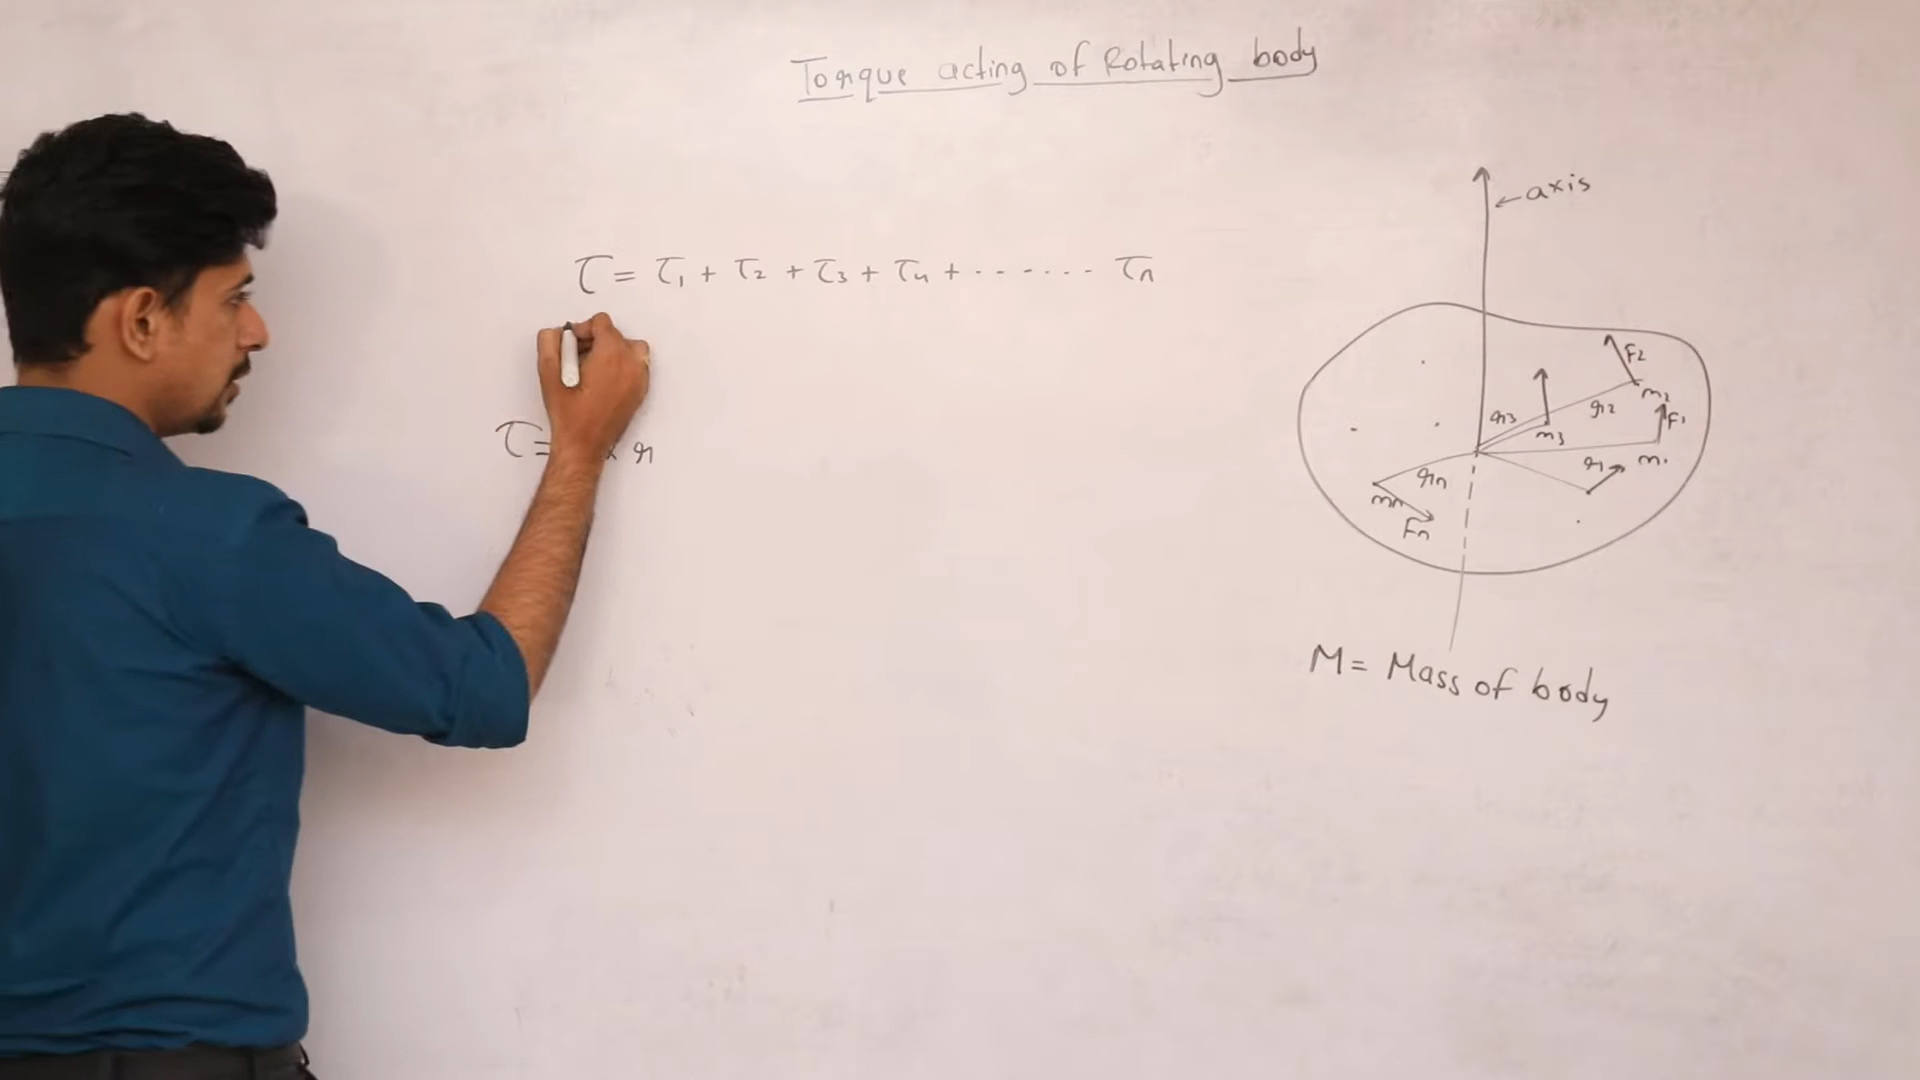 Torque acting of Rotating body
← axis
τ = τ₁ + τ₂ + τ₃ + τ₄ + ....... τₙ
F₂
m₂
r₃
r₂
F₁
m₃
τ = × r
r₁
m₁
rₙ
mₙ
Fₙ
M = Mass of body